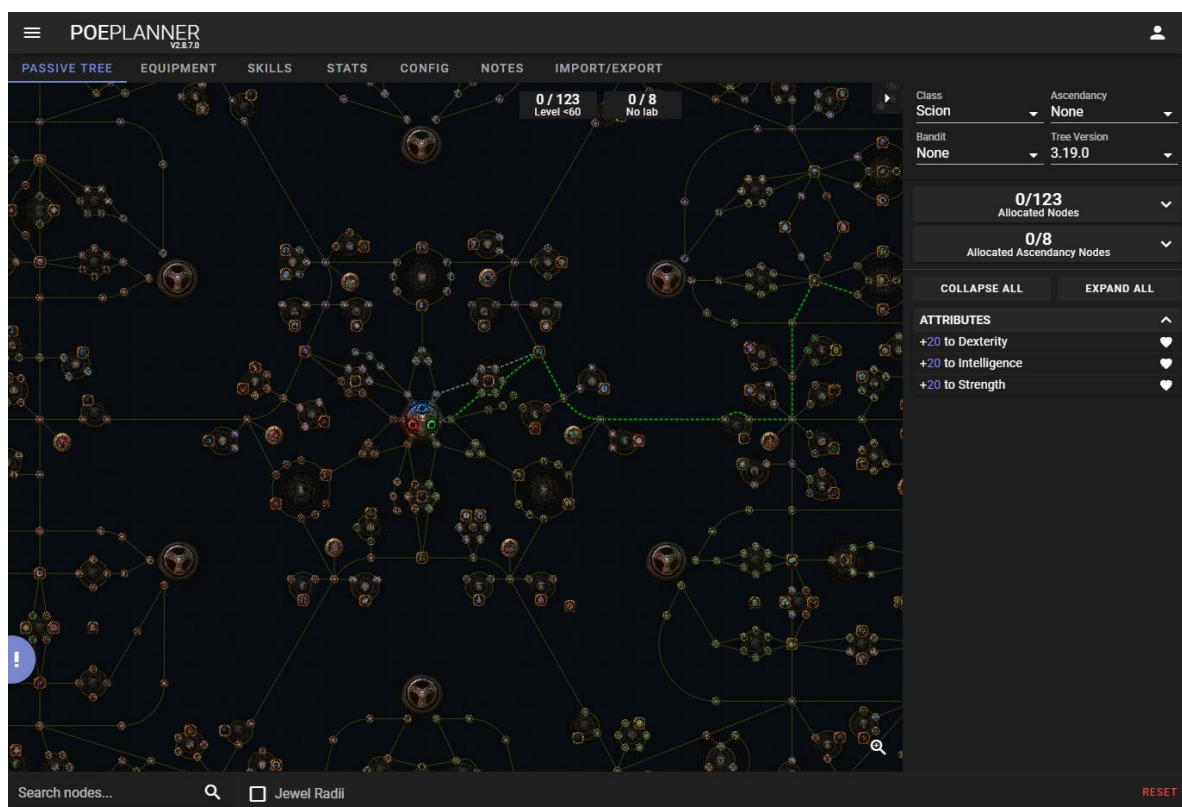 POEPLANNER
V2.8.7.0
PASSIVE TREE EQUIPMENT SKILLS STATS CONFIG NOTES IMPORT/EXPORT
0 / 123 0 / 8
Level <60 No lab
Class Ascendancy
Scion None
Bandit Tree Version
None 3.19.0
0/123
Allocated Nodes
0/8
Allocated Ascendancy Nodes
COLLAPSE ALL EXPAND ALL
ATTRIBUTES
+20 to Dexterity
+20 to Intelligence
+20 to Strength
!
Search nodes... Jewel Radii RESET